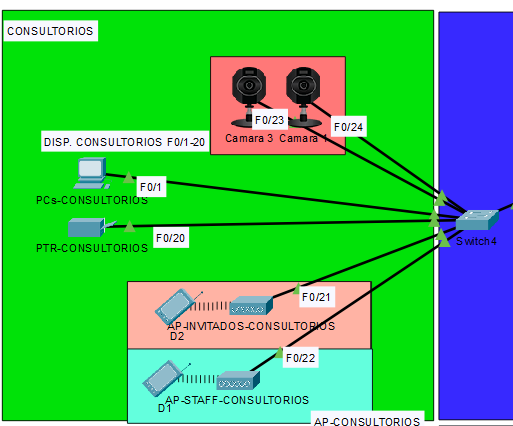 CONSULTORIOS
F0/23
F0/24
Camara 3
Camara
DISP. CONSULTORIOS F0/1-20
F0/1
PCs-CONSULTORIOS
F0/20
PTR-CONSULTORIOS
Switch4
F0/21
AP-INVITADOS-CONSULTORIOS
D2
F0/22
AP-STAFF-CONSULTORIOS
D1
AP-CONSULTORIOS